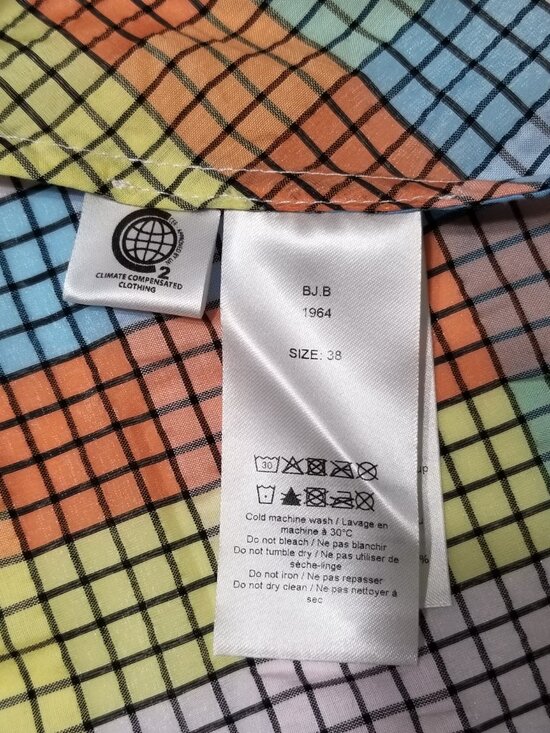 2
CLIMATE COMPENSATED
CLOTHING
BJ.B
1964
SIZE: 38
30
Cold machine wash / Lavage en
machine à 30°C
Do not bleach / Ne pas blanchir
Do not tumble dry / Ne pas utiliser de
sèche-linge
Do not iron / Ne pas repasser
Do not dry clean / Ne pas nettoyer à
sec
up
%